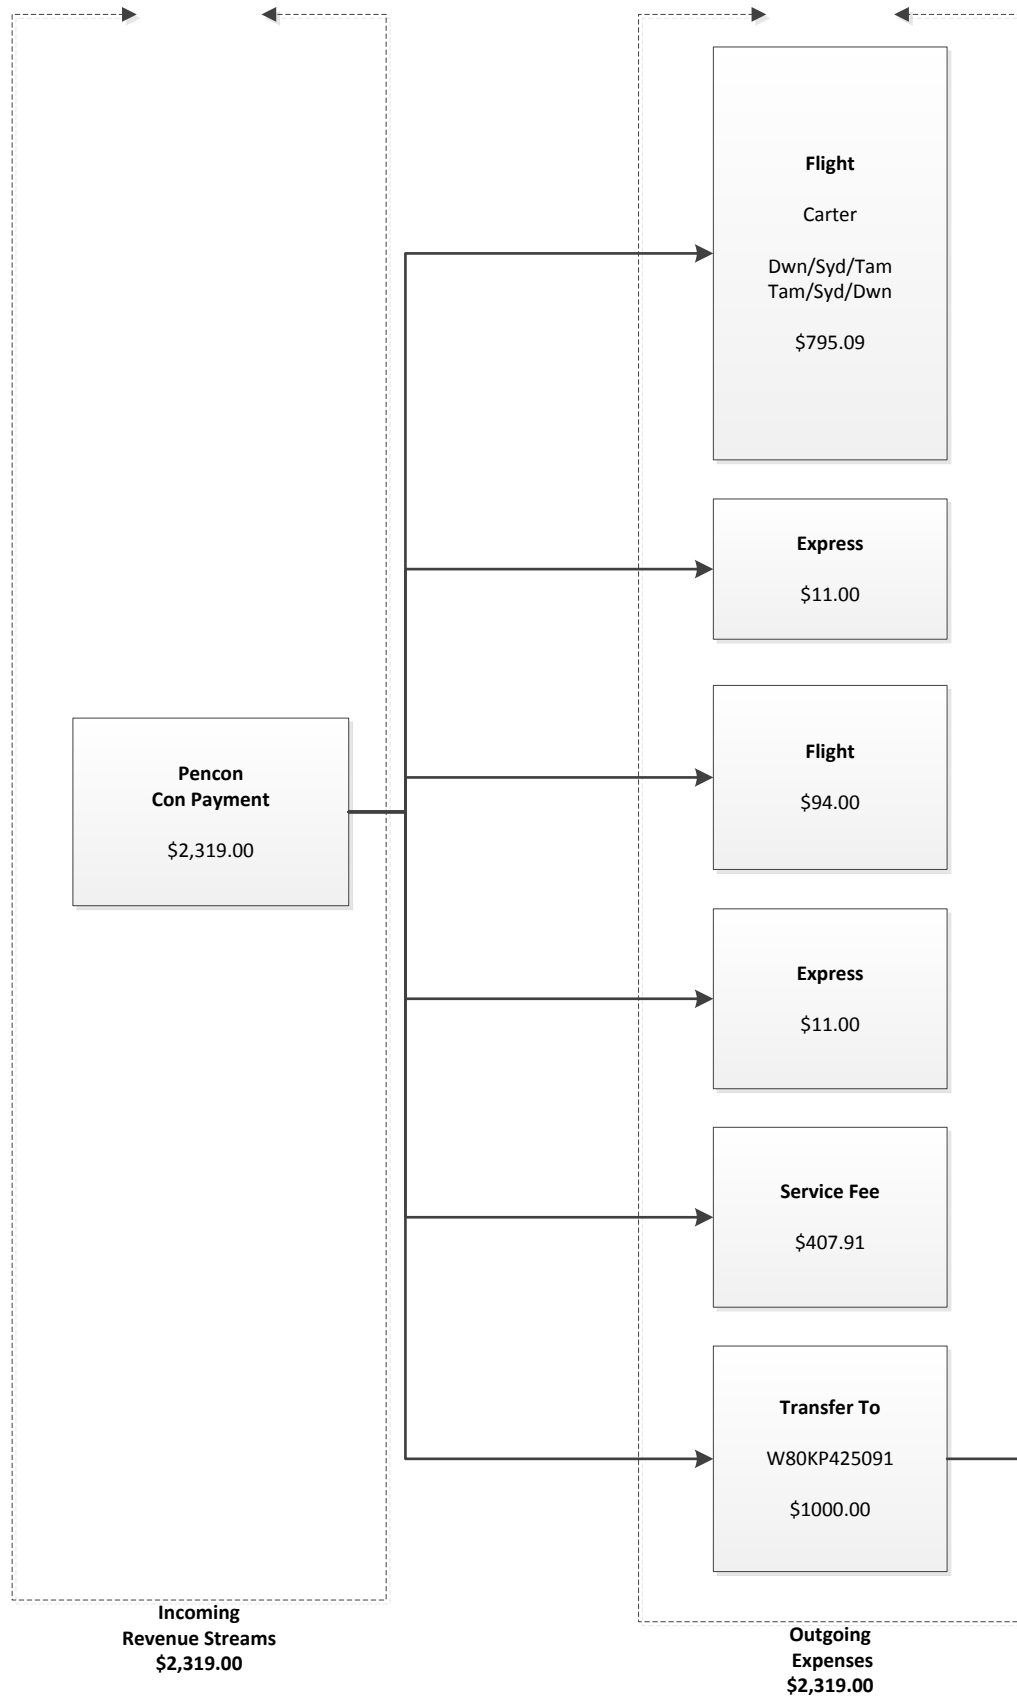 Pencon
Con Payment
$2,319.00
Incoming
Revenue Streams
$2,319.00
Flight
Carter
Dwn/Syd/Tam
Tam/Syd/Dwn
$795.09
Express
$11.00
Flight
$94.00
Express
$11.00
Service Fee
$407.91
Transfer To
W80KP425091
$1000.00
Outgoing
Expenses
$2,319.00